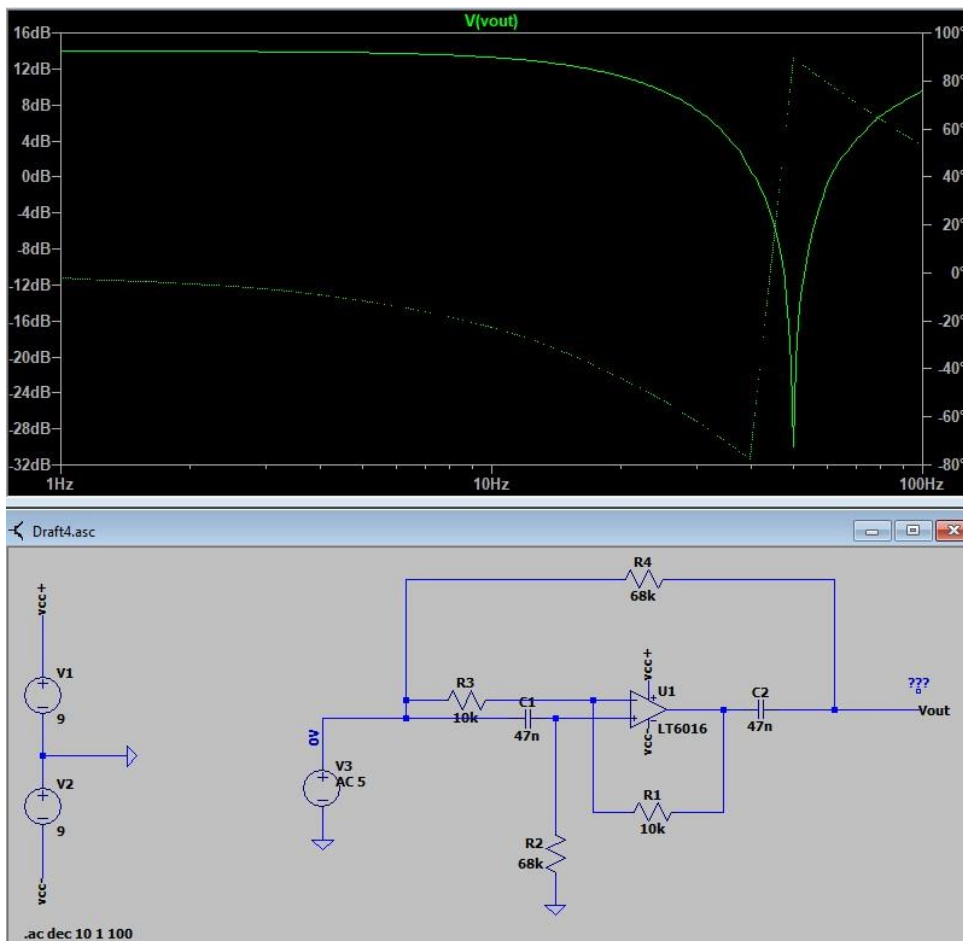 V(vout)
16dB
12dB
8dB
4dB
0dB
-4dB
-8dB
-12dB
-16dB
-20dB
-24dB
-28dB
-32dB
100°
80°
60°
40°
20°
0°
-20°
-40°
-60°
-80°
1Hz
10Hz
100Hz
Draft4.asc
vcc+
V1
9
V2
9
vcc-
.ac dec 10 1 100
0V
V3
AC 5
R4
68k
R3
10k
C1
47n
R2
68k
vcc+
U1
vcc-
LT6016
R1
10k
C2
47n
???
Vout